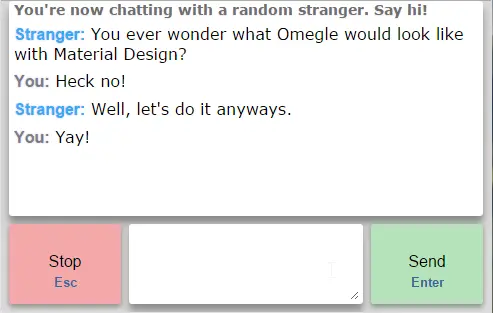 You're now chatting with a random stranger. Say hi!
Stranger: You ever wonder what Omegle would look like
with Material Design?
You: Heck no!
Stranger: Well, let's do it anyways.
You: Yay!
Stop
Esc
Send
Enter